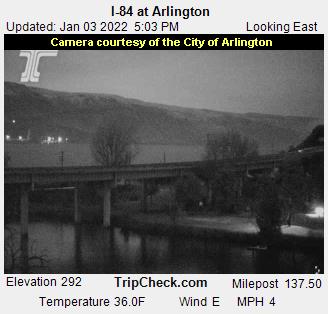 I-84 at Arlington
Updated: Jan 03 2022 5:03 PM Looking East
Camera courtesy of the City of Arlington
Elevation 292 TripCheck.com Milepost 137.50
Temperature 36.0F Wind E MPH 4